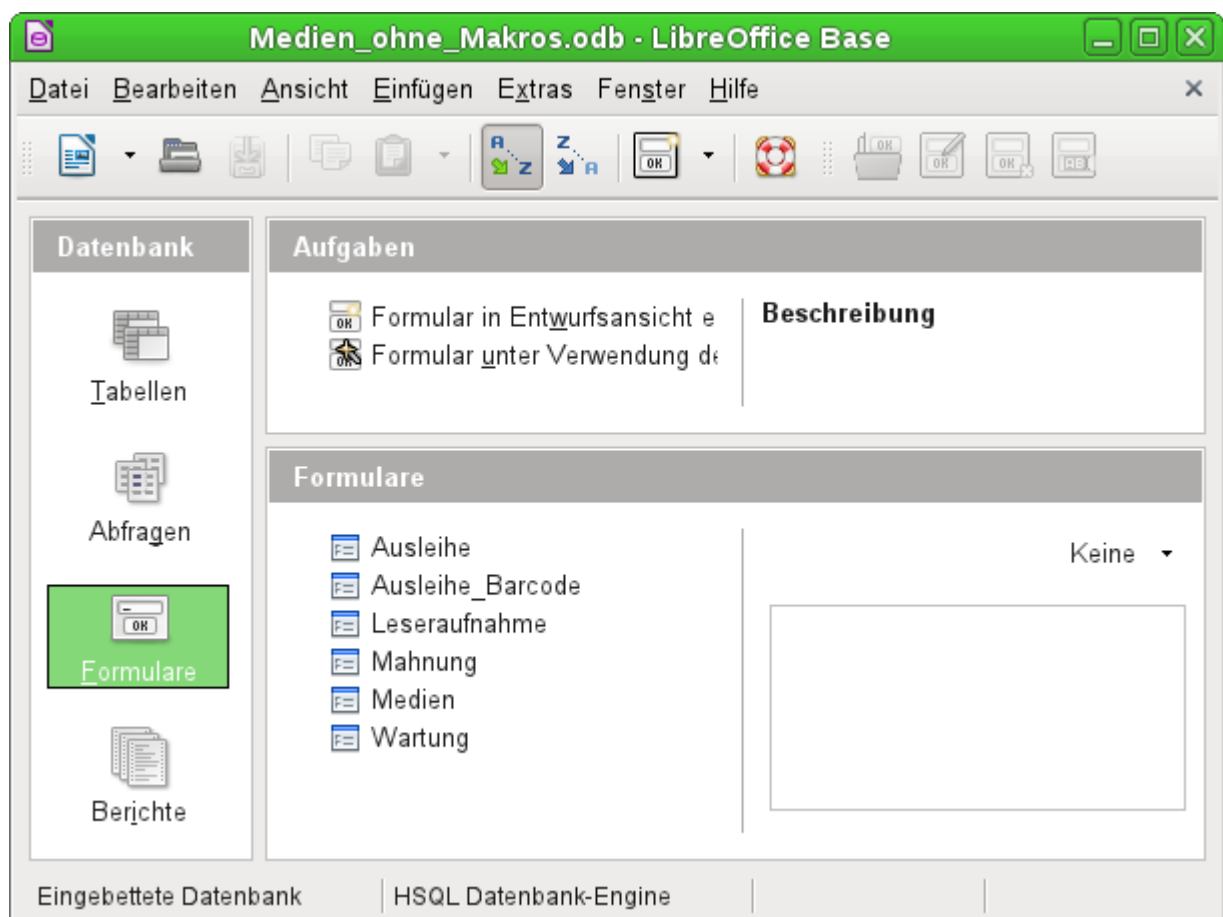 Medien_ohne_Makros.odb - LibreOffice Base
Datei Bearbeiten Ansicht Einfügen Extras Fenster Hilfe
Datenbank
Tabellen
Abfragen
Formulare
Berichte
Aufgaben
Formular in Entwurfsansicht e
Formular unter Verwendung de
Beschreibung
Formulare
Ausleihe
Ausleihe_Barcode
Leseraufnahme
Mahnung
Medien
Wartung
Keine
Eingebettete Datenbank HSQL Datenbank-Engine